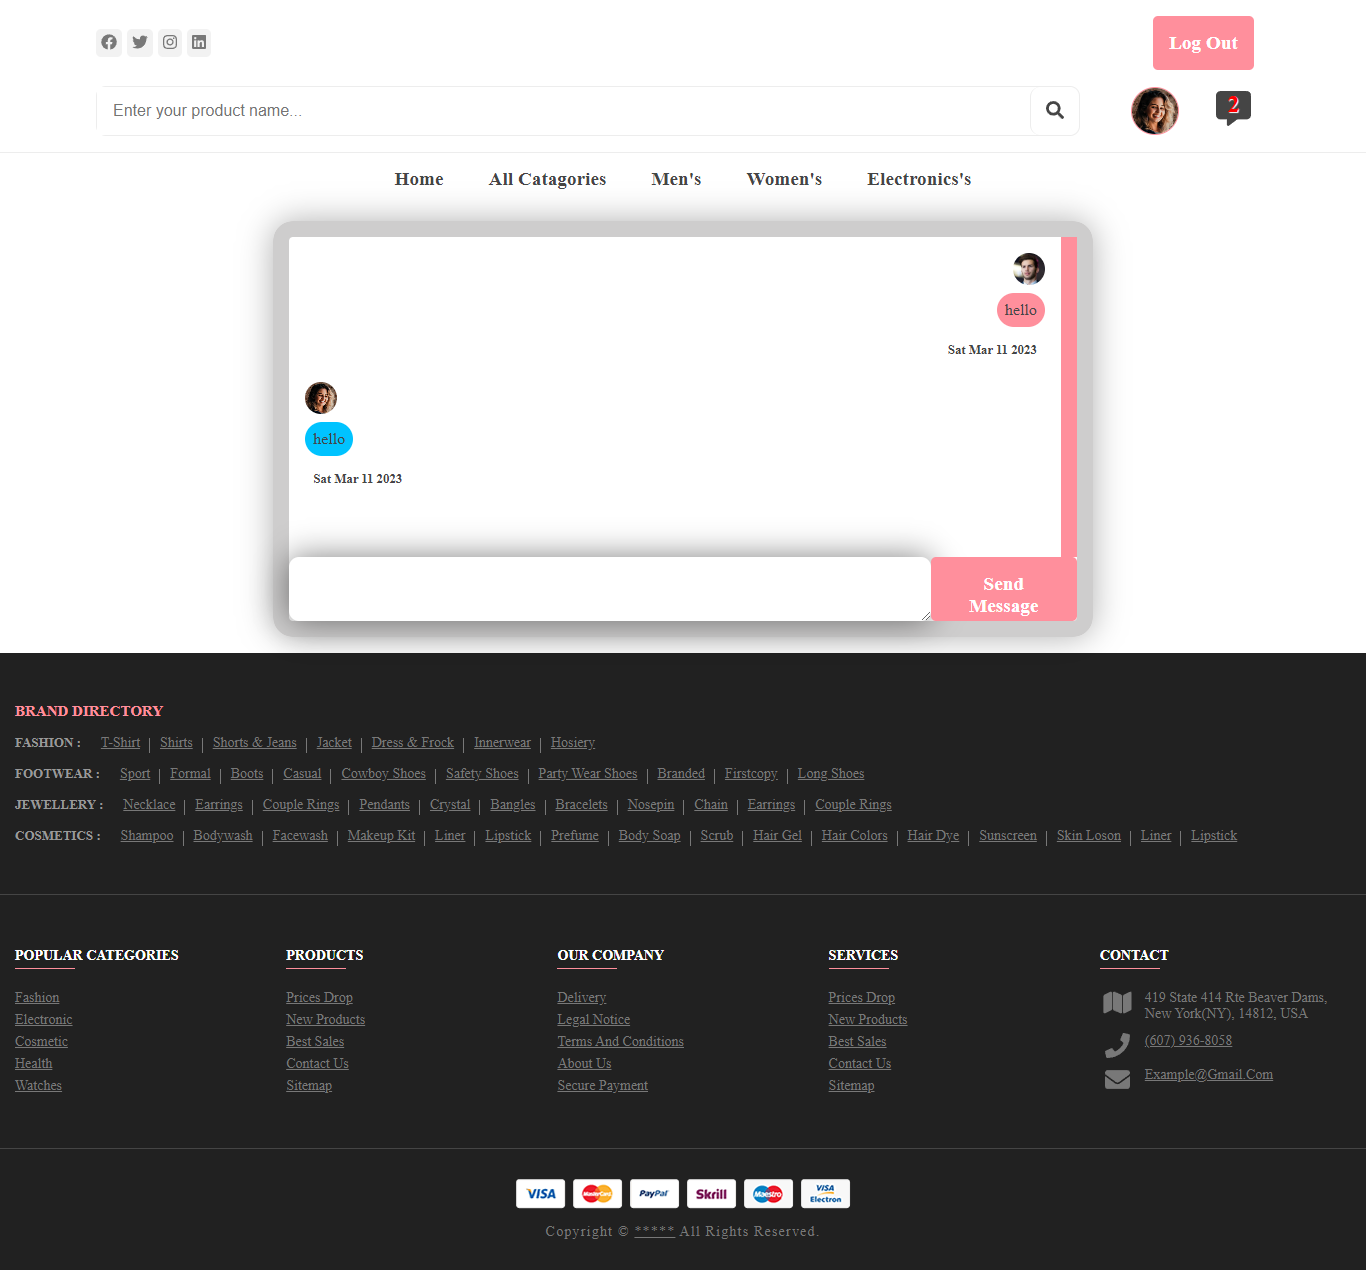 Log Out
Enter your product name...
2
Home All Catagories Men's Women's Electronics's
hello
Sat Mar 11 2023
hello
Sat Mar 11 2023
Send
Message
BRAND DIRECTORY
FASHION : T-Shirt | Shirts | Shorts & Jeans | Jacket | Dress & Frock | Innerwear | Hosiery
FOOTWEAR : Sport | Formal | Boots | Casual | Cowboy Shoes | Safety Shoes | Party Wear Shoes | Branded | Firstcopy | Long Shoes
JEWELLERY : Necklace | Earrings | Couple Rings | Pendants | Crystal | Bangles | Bracelets | Nosepin | Chain | Earrings | Couple Rings
COSMETICS : Shampoo | Bodywash | Facewash | Makeup Kit | Liner | Lipstick | Prefume | Body Soap | Scrub | Hair Gel | Hair Colors | Hair Dye | Sunscreen | Skin Loson | Liner | Lipstick
POPULAR CATEGORIES
Fashion
Electronic
Cosmetic
Health
Watches
PRODUCTS
Prices Drop
New Products
Best Sales
Contact Us
Sitemap
OUR COMPANY
Delivery
Legal Notice
Terms And Conditions
About Us
Secure Payment
SERVICES
Prices Drop
New Products
Best Sales
Contact Us
Sitemap
CONTACT
419 State 414 Rte Beaver Dams,
New York(NY), 14812, USA
(607) 936-8058
Example@Gmail.Com
VISA MasterCard PayPal Skrill Maestro VISA Electron
Copyright © ***** All Rights Reserved.